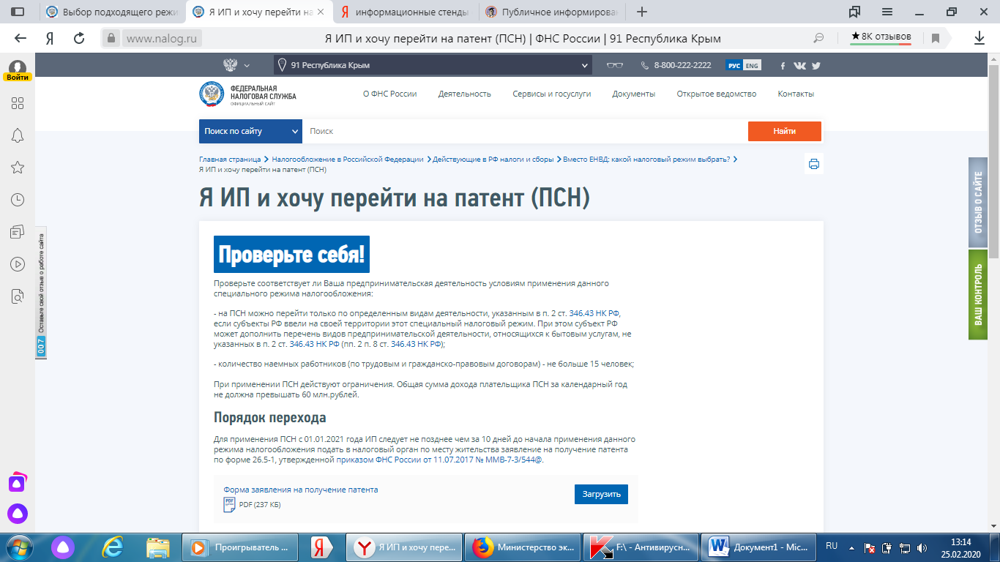 Выбор подходящего режи
Я ИП и хочу перейти на
информационные стенды
Публичное информирован
www.nalog.ru
Я ИП и хочу перейти на патент (ПСН) | ФНС России | 91 Республика Крым
★ 8K отзывов
Войти
91 Республика Крым
8-800-222-2222
РУС ENG
ФЕДЕРАЛЬНАЯ
НАЛОГОВАЯ СЛУЖБА
ОФИЦИАЛЬНЫЙ САЙТ
О ФНС России
Деятельность
Сервисы и госуслуги
Документы
Открытое ведомство
Контакты
Поиск по сайту
Поиск
Найти
Главная страница > Налогообложение в Российской Федерации > Действующие в РФ налоги и сборы > Вместо ЕНВД: какой налоговый режим выбрать? >
Я ИП и хочу перейти на патент (ПСН)
Я ИП и хочу перейти на патент (ПСН)
Проверьте себя!
Проверьте соответствует ли Ваша предпринимательская деятельность условиям применения данного
специального режима налогообложения:
- на ПСН можно перейти только по определенным видам деятельности, указанным в п. 2 ст. 346.43 НК РФ,
если субъекты РФ ввели на своей территории этот специальный налоговый режим. При этом субъект РФ
может дополнить перечень видов предпринимательской деятельности, относящихся к бытовым услугам, не
указанных в п. 2 ст. 346.43 НК РФ (пп. 2 п. 8 ст. 346.43 НК РФ);
- количество наемных работников (по трудовым и гражданско-правовым договорам) - не больше 15 человек;
При применении ПСН действуют ограничения. Общая сумма дохода плательщика ПСН за календарный год
не должна превышать 60 млн.рублей.
Порядок перехода
Для применения ПСН с 01.01.2021 года ИП следует не позднее чем за 10 дней до начала применения данного
режима налогообложения подать в налоговый орган по месту жительства заявление на получение патента
по форме 26.5-1, утвержденной приказом ФНС России от 11.07.2017 № ММВ-7-3/544@.
Форма заявления на получение патента
PDF
PDF (237 КБ)
Загрузить
Оставьте свой отзыв о работе сайта
007
ОТЗЫВ О САЙТЕ
ВАШ КОНТРОЛЬ
Проигрыватель ...
Я ИП и хочу пере...
Министерство эк...
F:\ - Антивирусн...
Документ1 - Mic...
RU
13:14
25.02.2020